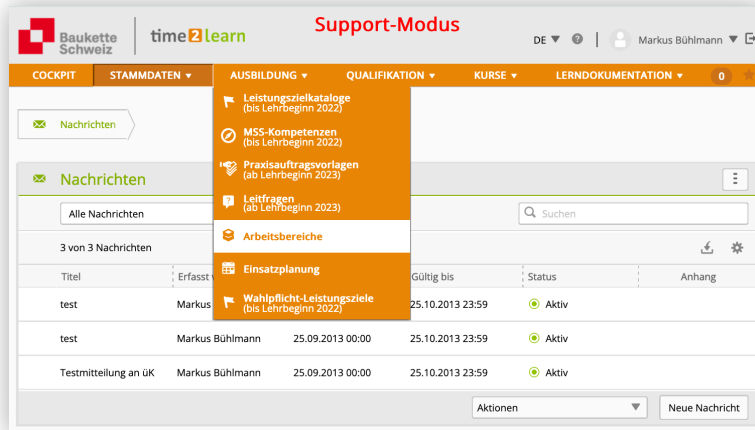 Baukette
Schweiz
time2learn
Support-Modus
DE
Markus Bühlmann
COCKPIT STAMMDATEN AUSBILDUNG QUALIFIKATION KURSE LERNDOKUMENTATION 0
Leistungszielkataloge
(bis Lehrbeginn 2022)
MSS-Kompetenzen
(bis Lehrbeginn 2022)
Praxisauftragsvorlagen
(ab Lehrbeginn 2023)
Leitfragen
(ab Lehrbeginn 2023)
Arbeitsbereiche
Einsatzplanung
Wahlpflicht-Leistungsziele
(bis Lehrbeginn 2022)
Nachrichten
Nachrichten
Alle Nachrichten Suchen
3 von 3 Nachrichten
Titel Erfasst Gültig bis Status Anhang
test Markus 25.10.2013 23:59 Aktiv
test Markus Bühlmann 25.09.2013 00:00 25.10.2013 23:59 Aktiv
Testmitteilung an üK Markus Bühlmann 25.09.2013 00:00 25.10.2013 23:59 Aktiv
Aktionen Neue Nachricht